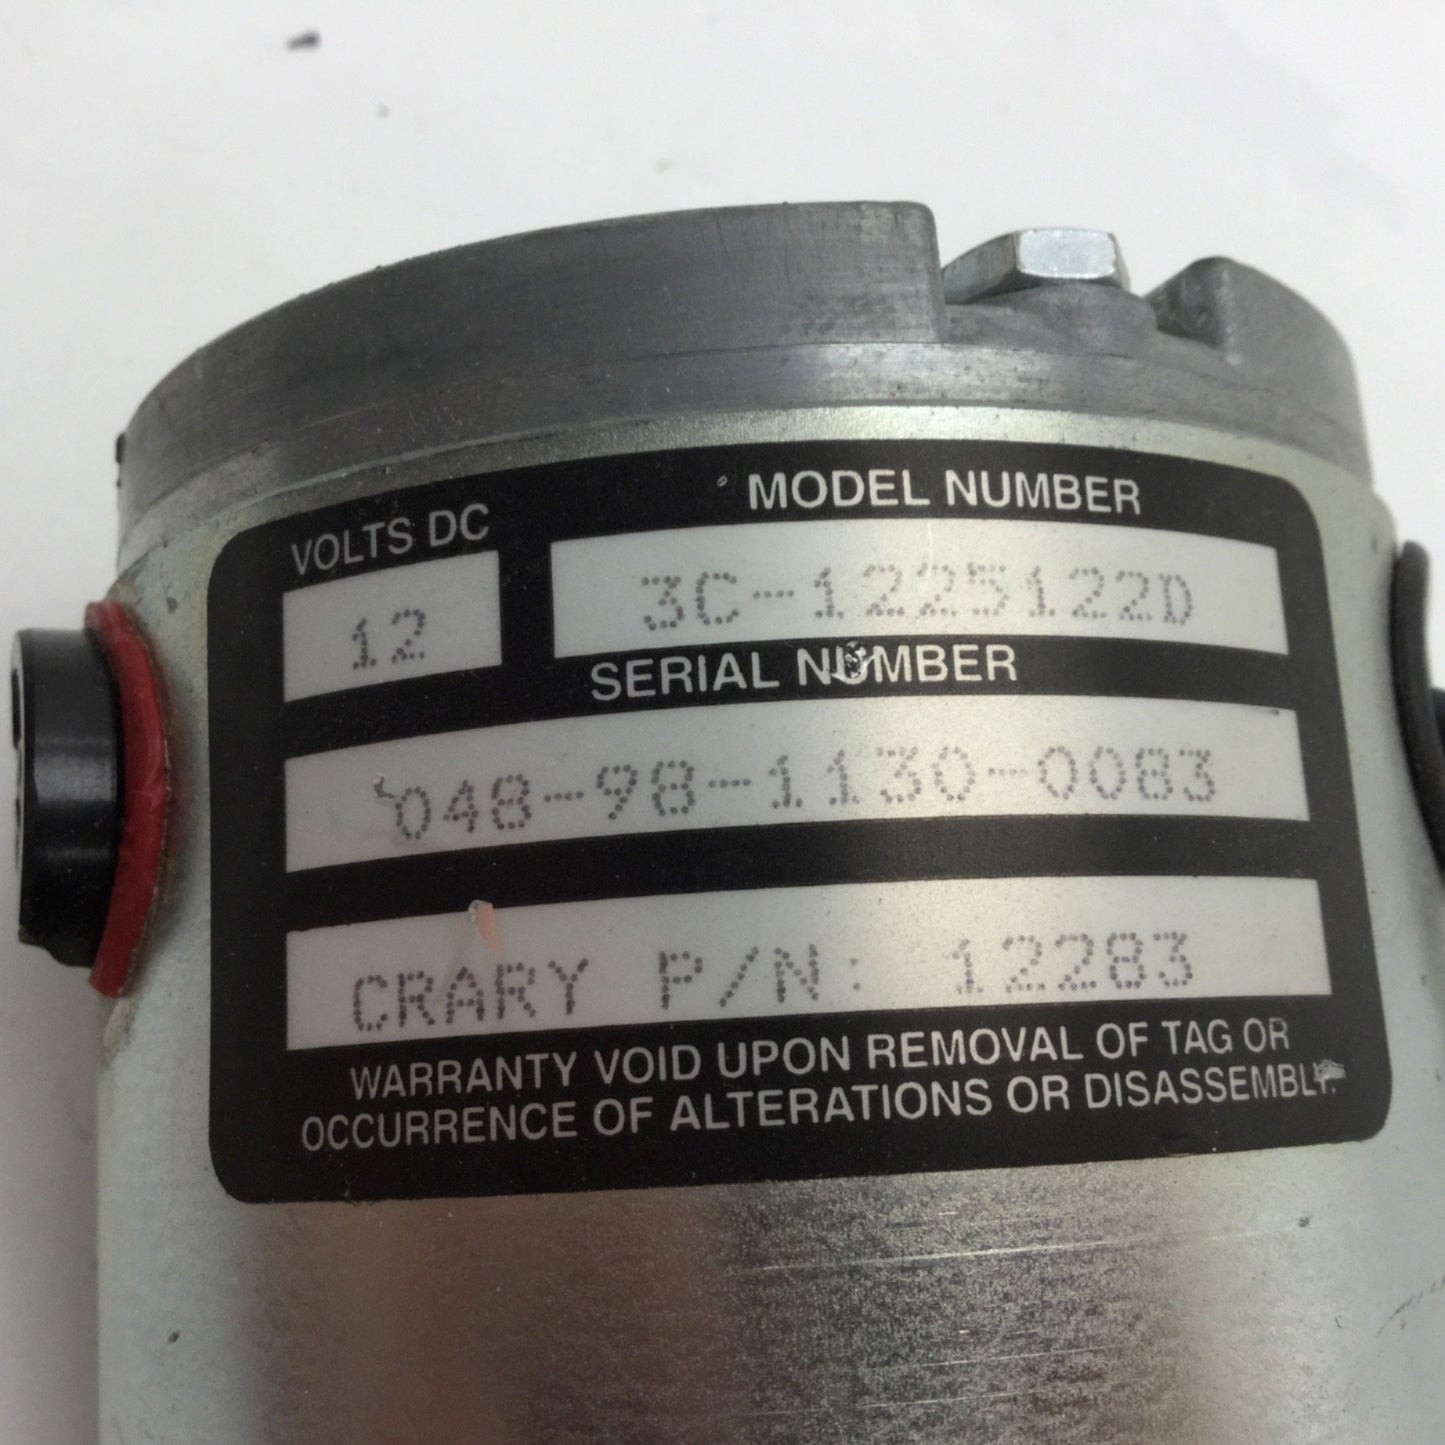 VOLTS DC
12
MODEL NUMBER
3C-1225122D
SERIAL NUMBER
048-98-1130-0083
CRARY P/N: 12283
WARRANTY VOID UPON REMOVAL OF TAG OR
OCCURRENCE OF ALTERATIONS OR DISASSEMBLY.